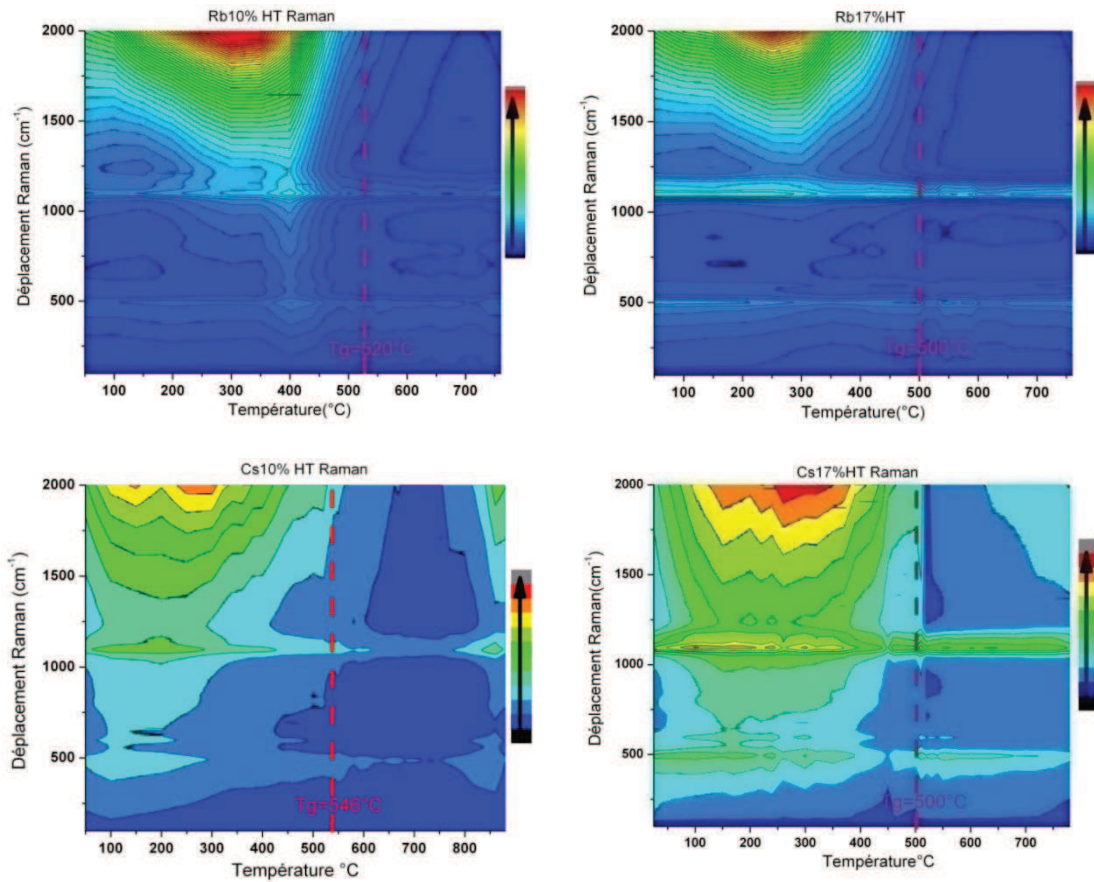 Rb10% HT Raman
2000
1500
1000
500
Déplacement Raman (cm⁻¹)
100 200 300 400 500 600 700
Température(°C)
Tg=520°C
Rb17%HT
2000
1500
1000
500
Déplacement Raman (cm⁻¹)
100 200 300 400 500 600 700
Température(°C)
Tg=500°C
Cs10% HT Raman
2000
1500
1000
500
Déplacement Raman (cm⁻¹)
100 200 300 400 500 600 700 800
Température °C
Tg=546°C
Cs17%HT Raman
2000
1500
1000
500
Déplacement Raman(cm⁻¹)
100 200 300 400 500 600 700
Température°C
Tg=500°C